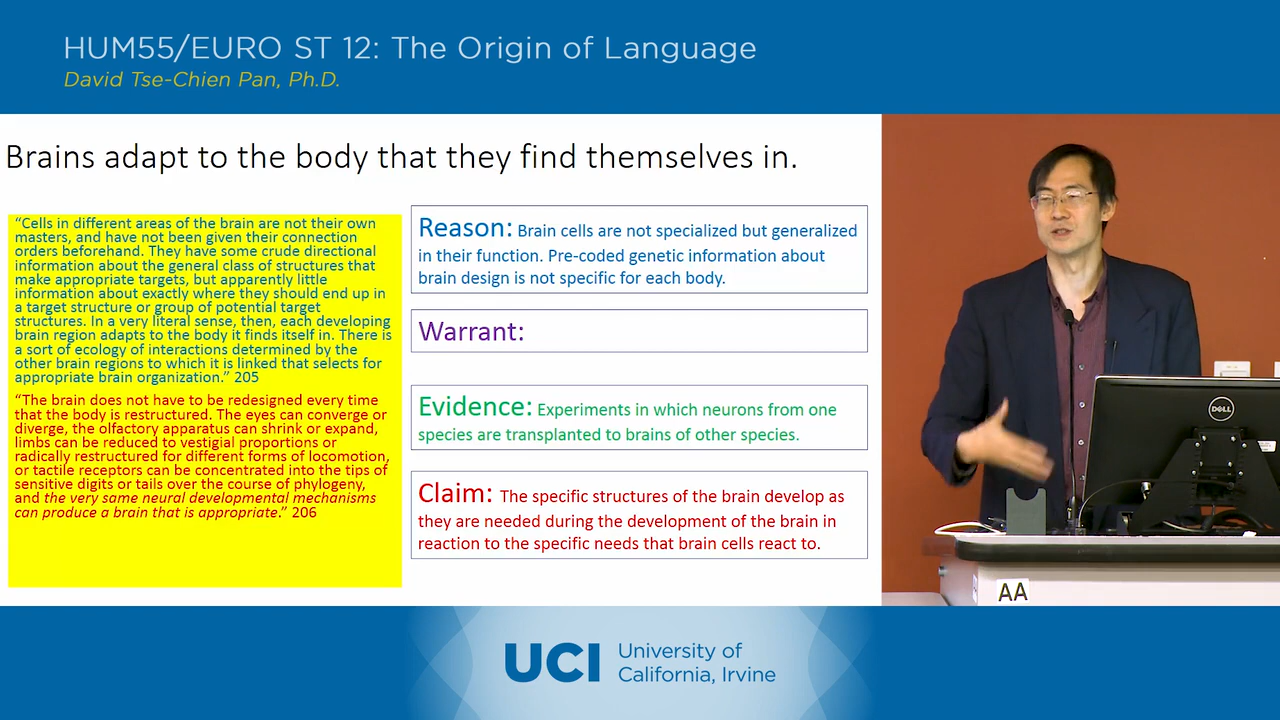 HUM55/EURO ST 12: The Origin of Language
David Tse-Chien Pan, Ph.D.
Brains adapt to the body that they find themselves in.
“Cells in different areas of the brain are not their own
masters, and have not been given their connection
orders beforehand. They have some crude directional
information about the general class of structures that
make appropriate targets, but apparently little
information about exactly where they should end up in
a target structure or group of potential target
structures. In a very literal sense, then, each developing
brain region adapts to the body it finds itself in. There is
a sort of ecology of interactions determined by the
other brain regions to which it is linked that selects for
appropriate brain organization.” 205
“The brain does not have to be redesigned every time
that the body is restructured. The eyes can converge or
diverge, the olfactory apparatus can shrink or expand,
limbs can be reduced to vestigial proportions or
radically restructured for different forms of locomotion,
or tactile receptors can be concentrated into the tips of
sensitive digits or tails over the course of phylogeny,
and the very same neural developmental mechanisms
can produce a brain that is appropriate.” 206
Reason: Brain cells are not specialized but generalized
in their function. Pre-coded genetic information about
brain design is not specific for each body.
Warrant:
Evidence: Experiments in which neurons from one
species are transplanted to brains of other species.
Claim: The specific structures of the brain develop as
they are needed during the development of the brain in
reaction to the specific needs that brain cells react to.
DELL
AA
UCI University of
California, Irvine